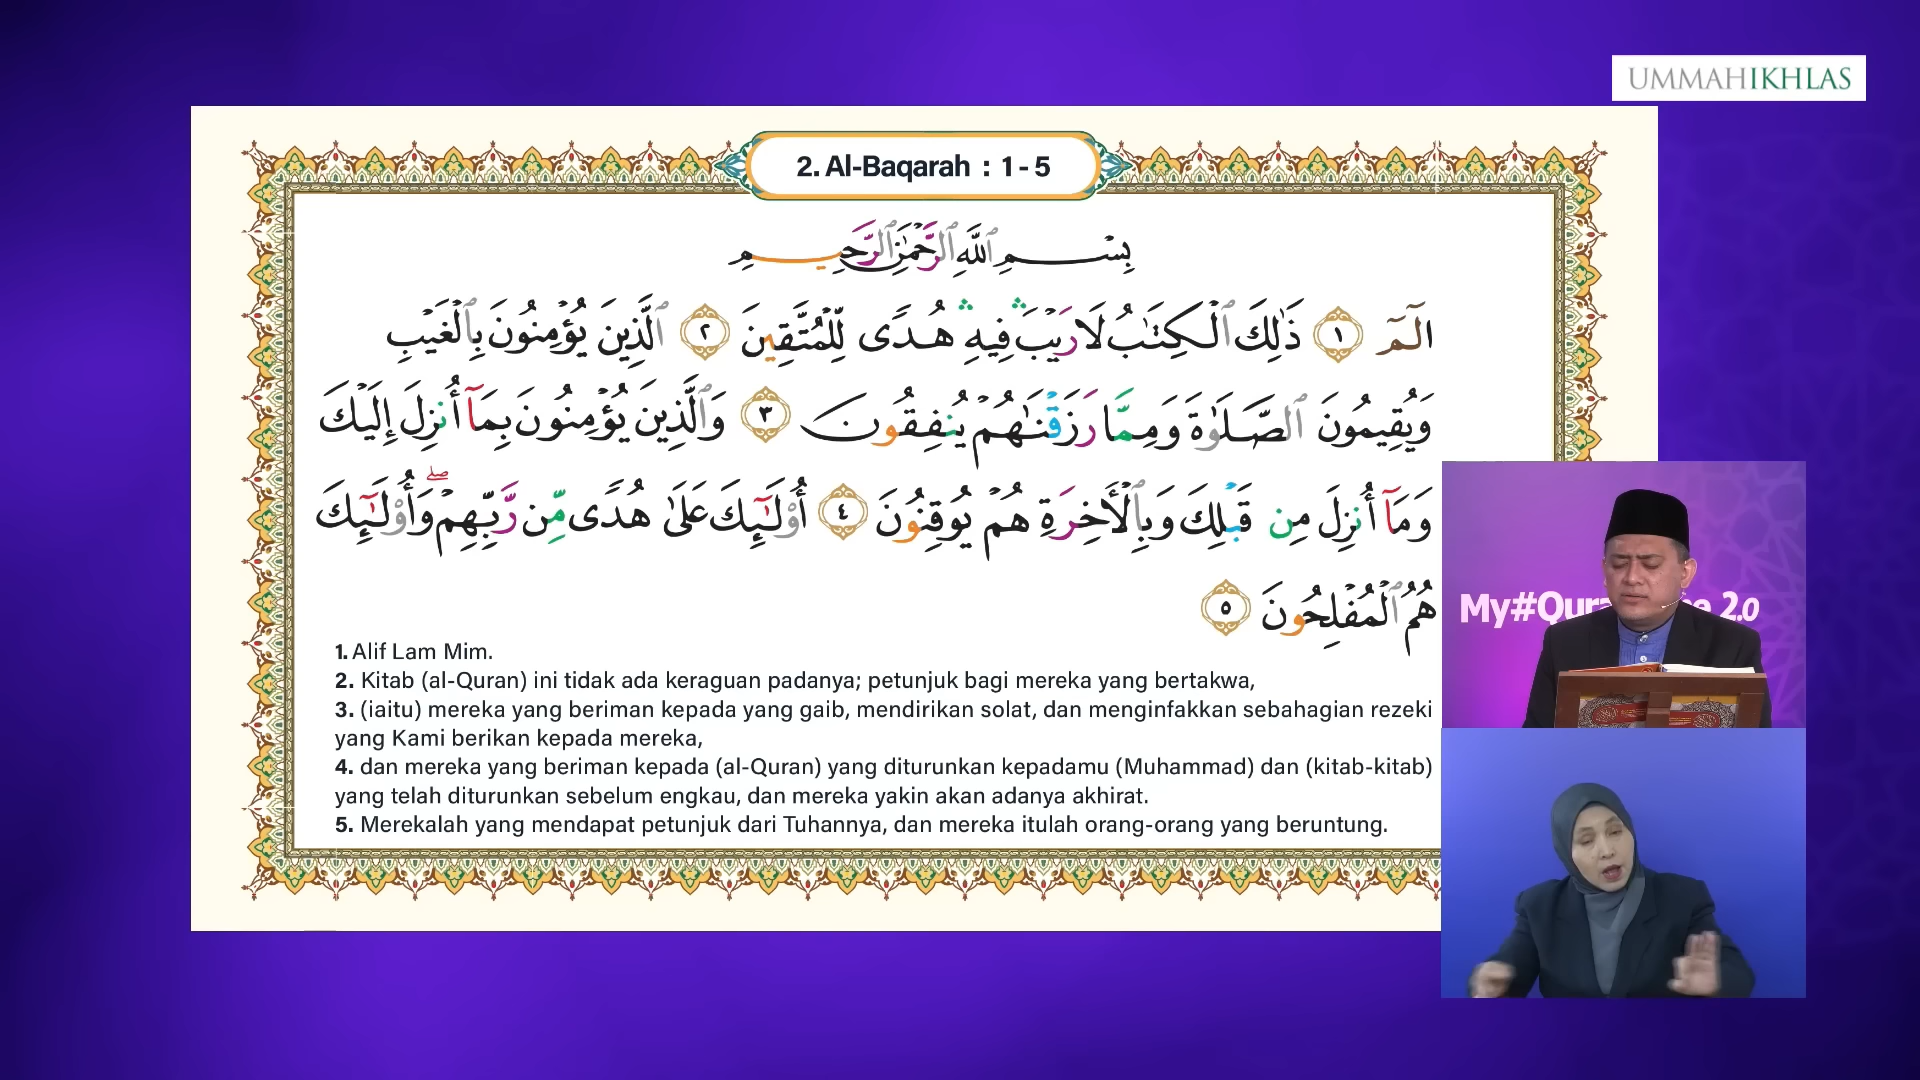 UMMAHIKHLAS
2. Al-Baqarah : 1 - 5
بِسْمِ ٱللَّهِ ٱلرَّحْمَٰنِ ٱلرَّحِيمِ
الٓمٓ ١ ذَٰلِكَ ٱلْكِتَٰبُ لَا رَيْبَ ۛ فِيهِ ۛ هُدًى لِّلْمُتَّقِينَ ٢ ٱلَّذِينَ يُؤْمِنُونَ بِٱلْغَيْبِ
وَيُقِيمُونَ ٱلصَّلَوٰةَ وَمِمَّا رَزَقْنَٰهُمْ يُنفِقُونَ ٣ وَٱلَّذِينَ يُؤْمِنُونَ بِمَآ أُنزِلَ إِلَيْكَ
وَمَآ أُنزِلَ مِن قَبْلِكَ وَبِٱلْأَخِرَةِ هُمْ يُوقِنُونَ ٤ أُو۟لَٰٓئِكَ عَلَىٰ هُدًى مِّن رَّبِّهِمْ ۖ وَأُو۟لَٰٓئِكَ
هُمُ ٱلْمُفْلِحُونَ ٥
1. Alif Lam Mim.
2. Kitab (al-Quran) ini tidak ada keraguan padanya; petunjuk bagi mereka yang bertakwa,
3. (iaitu) mereka yang beriman kepada yang gaib, mendirikan solat, dan menginfakkan sebahagian rezeki
yang Kami berikan kepada mereka,
4. dan mereka yang beriman kepada (al-Quran) yang diturunkan kepadamu (Muhammad) dan (kitab-kitab)
yang telah diturunkan sebelum engkau, dan mereka yakin akan adanya akhirat.
5. Merekalah yang mendapat petunjuk dari Tuhannya, dan mereka itulah orang-orang yang beruntung.
My#Qur 2.0